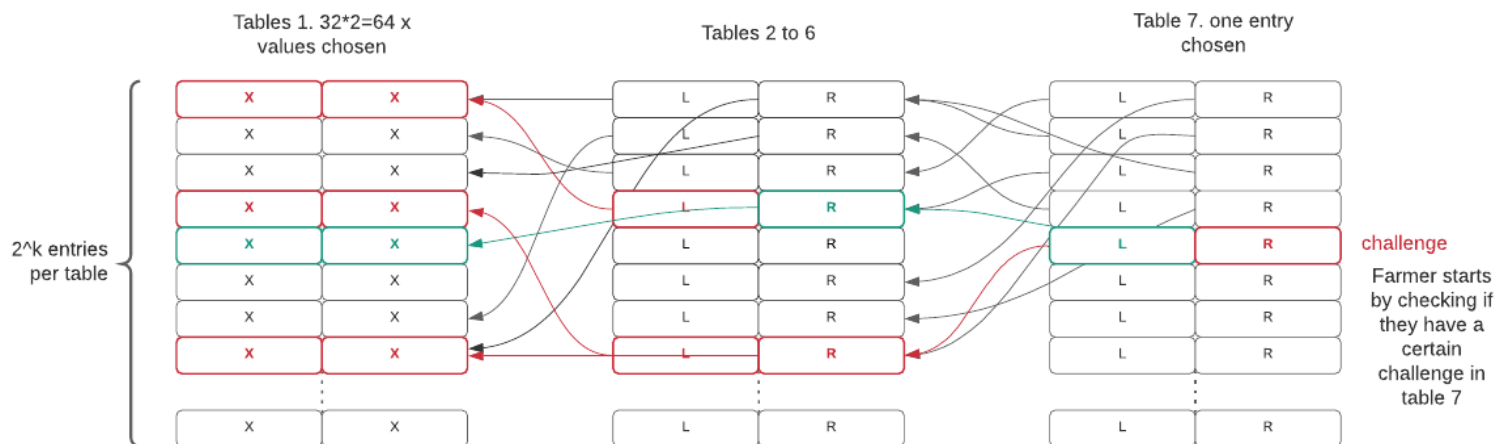 Tables 1. 32*2=64 x
values chosen
Tables 2 to 6
Table 7. one entry
chosen
X X L R L R
X X L R L R
X X L R L R
X X L R L R
X X L R L R
challenge
2^k entries
per table
X X L R L R
X X L R L R
X X L R L R
Farmer starts
by checking if
they have a
certain
challenge in
table 7
X X L R L R